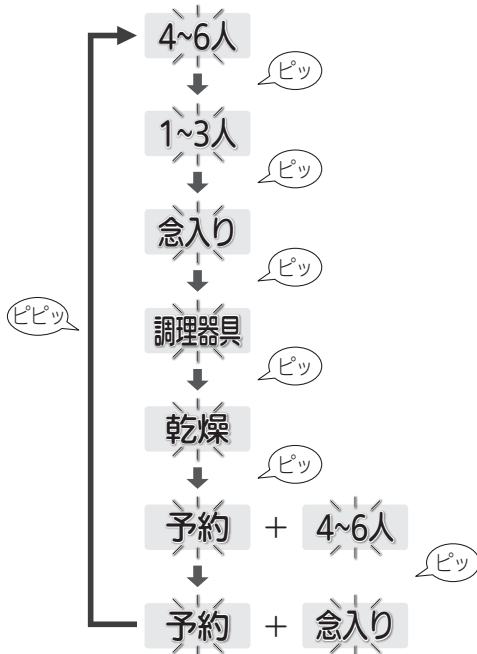 4~6人
ピッ
1~3人
ピッ
念入り
ピッ
ピピッ
調理器具
ピッ
乾燥
ピッ
予約 + 4~6人
ピッ
予約 + 念入り